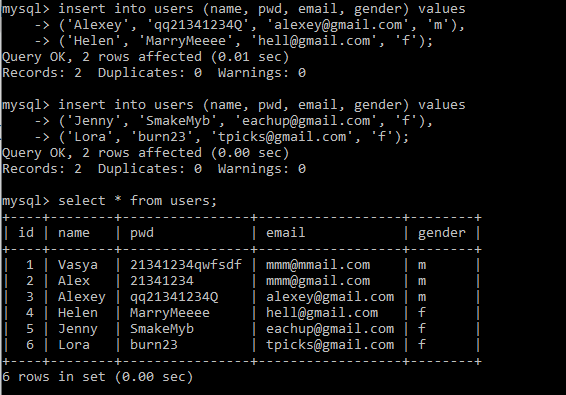 mysql> insert into users (name, pwd, email, gender) values
    -> ('Alexey', 'qq21341234Q', 'alexey@gmail.com', 'm'),
    -> ('Helen', 'MarryMeeee', 'hell@gmail.com', 'f');
Query OK, 2 rows affected (0.01 sec)
Records: 2  Duplicates: 0  Warnings: 0

mysql> insert into users (name, pwd, email, gender) values
    -> ('Jenny', 'SmakeMyb', 'eachup@gmail.com', 'f'),
    -> ('Lora', 'burn23', 'tpicks@gmail.com', 'f');
Query OK, 2 rows affected (0.00 sec)
Records: 2  Duplicates: 0  Warnings: 0

mysql> select * from users;
+----+--------+----------------+------------------+--------+
| id | name   | pwd            | email            | gender |
+----+--------+----------------+------------------+--------+
|  1 | Vasya  | 21341234qwfsdf | mmm@mmail.com    | m      |
|  2 | Alex   | 21341234       | mmm@gmail.com    | m      |
|  3 | Alexey | qq21341234Q    | alexey@gmail.com | m      |
|  4 | Helen  | MarryMeeee     | hell@gmail.com   | f      |
|  5 | Jenny  | SmakeMyb       | eachup@gmail.com | f      |
|  6 | Lora   | burn23         | tpicks@gmail.com | f      |
+----+--------+----------------+------------------+--------+
6 rows in set (0.00 sec)